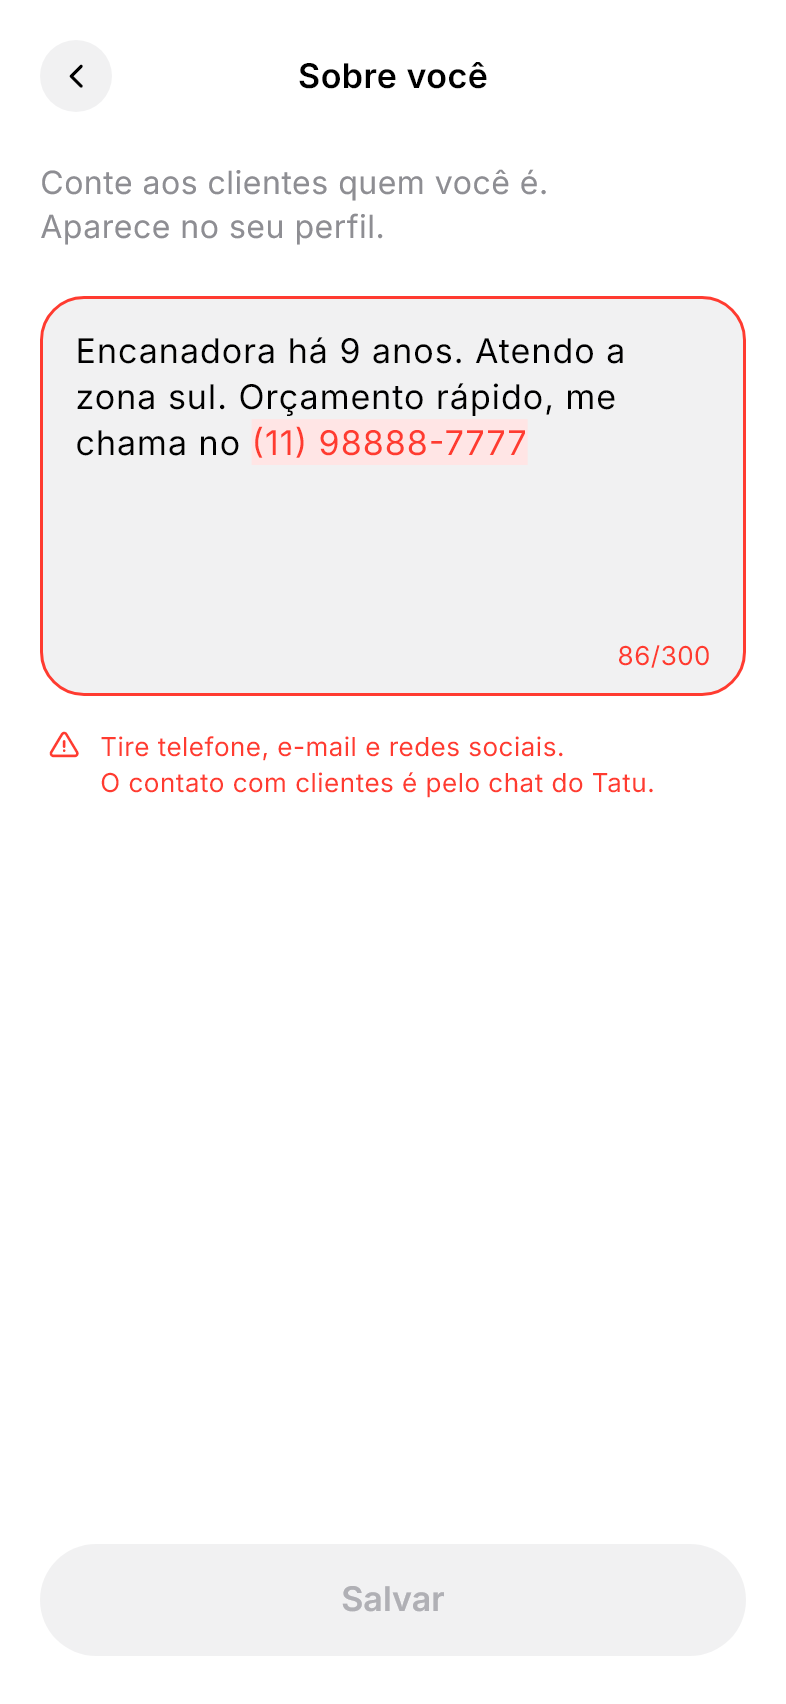 Sobre você
Conte aos clientes quem você é.
Aparece no seu perfil.
Encanadora há 9 anos. Atendo a
zona sul. Orçamento rápido, me
chama no (11) 98888-7777
86/300
Tire telefone, e-mail e redes sociais.
O contato com clientes é pelo chat do Tatu.
Salvar